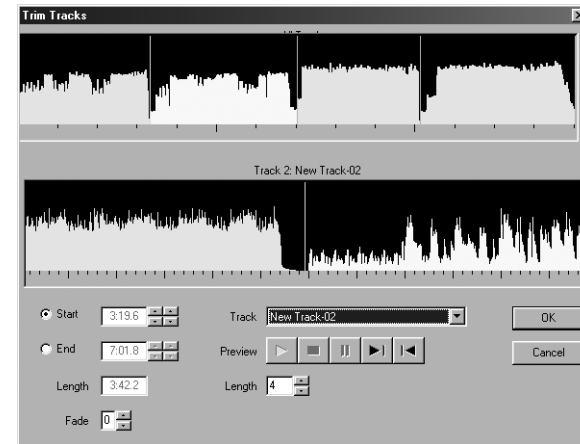 Trim Tracks
Track 2: New Track-02
Start 3:19.6 Track New Track-02 OK
End 7:01.8 Preview Cancel
Length 3:42.2 Length 4
Fade 0